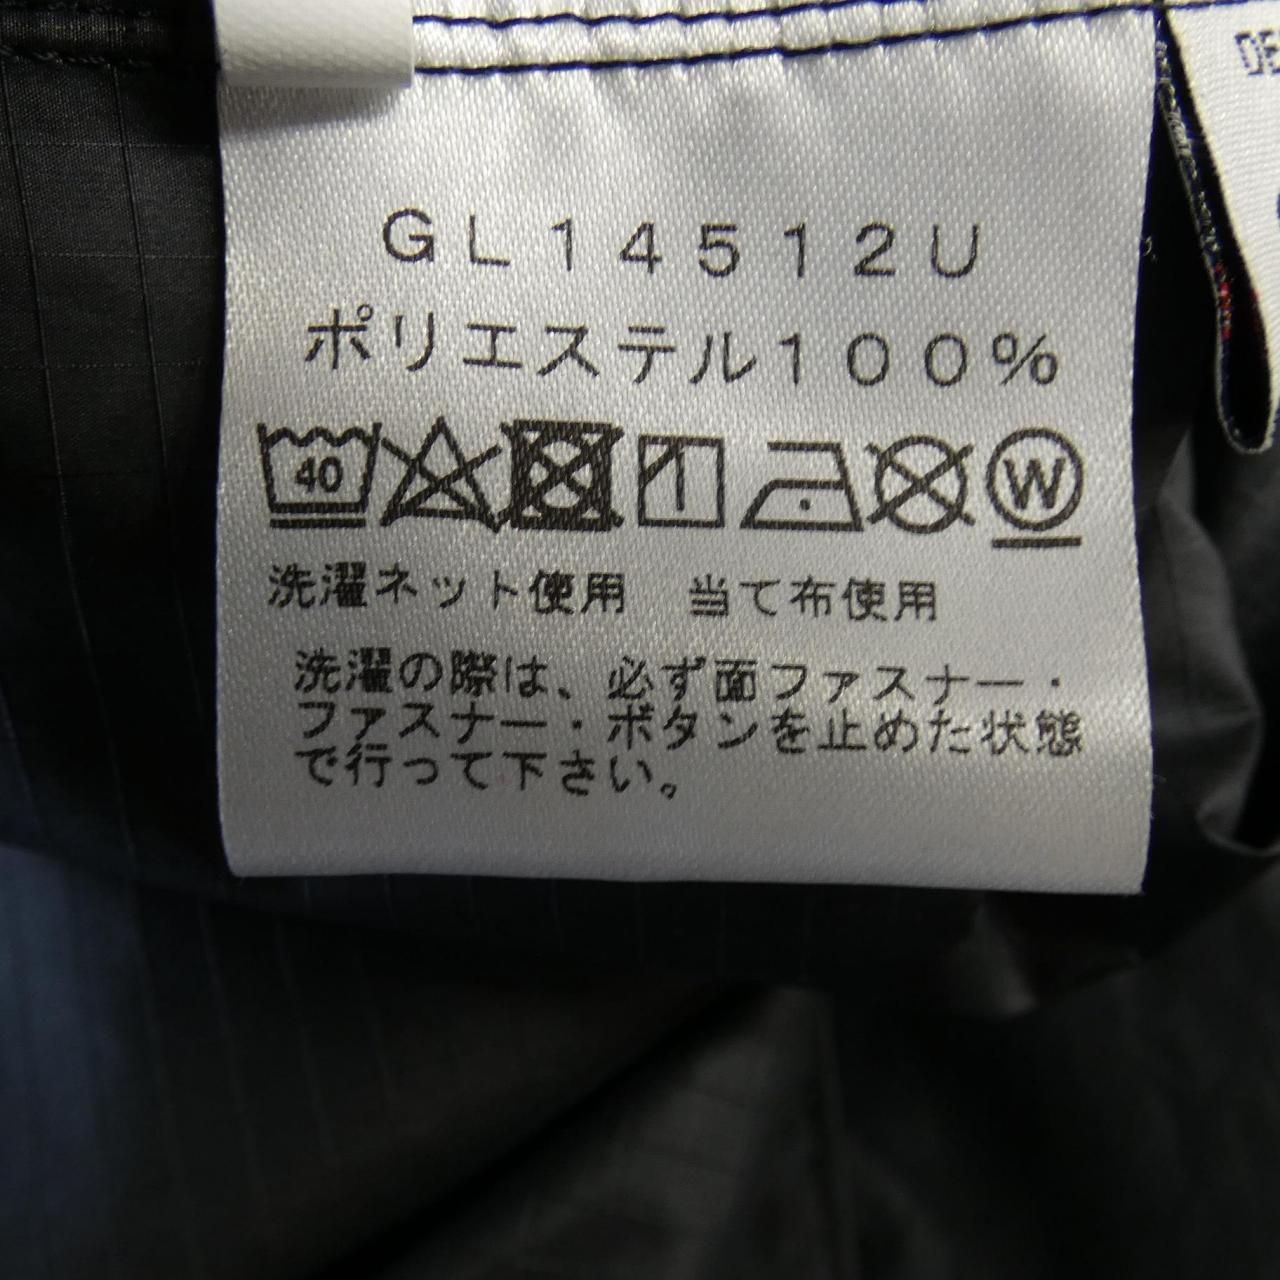 GL14512U
ポリエステル100%
40
W
洗濯ネット使用 当て布使用
洗濯の際は、必ず面ファスナー・
ファスナー・ボタンを止めた状態
で行って下さい。